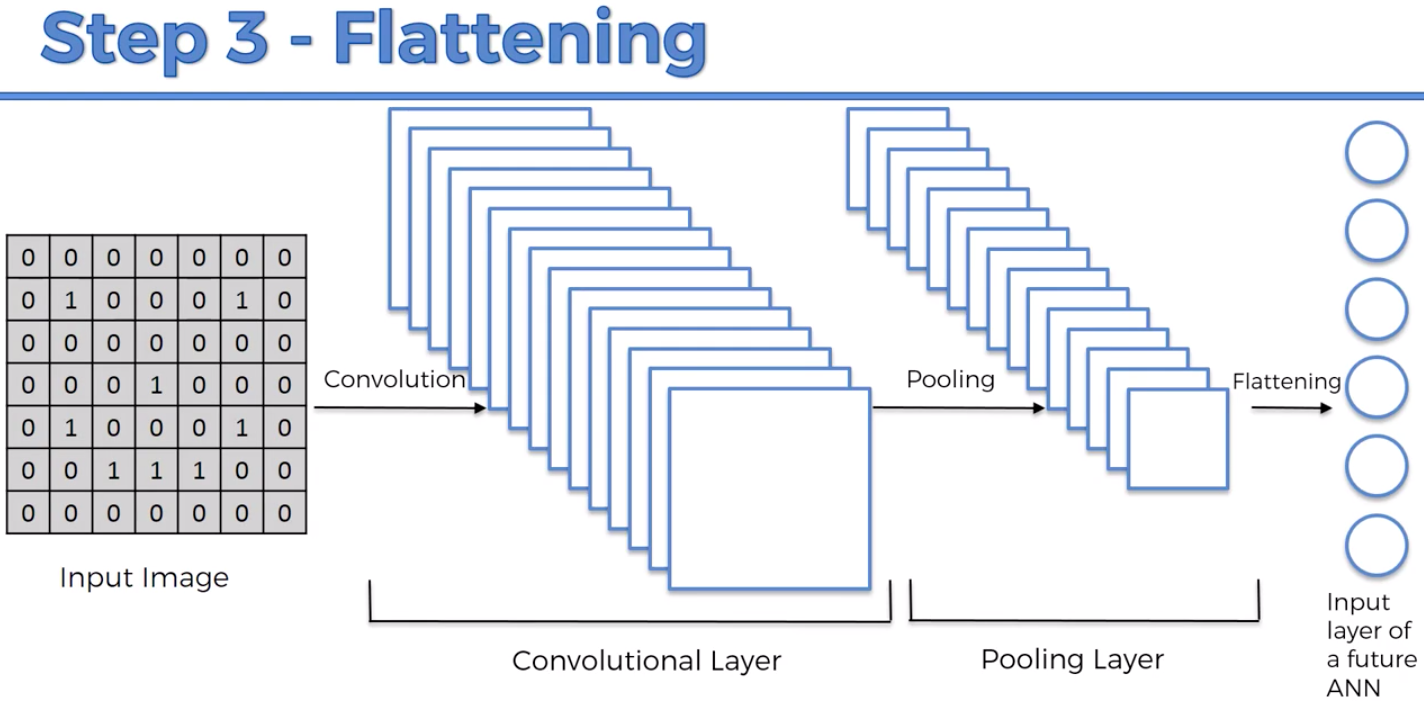 Step 3 - Flattening
0 0 0 0 0 0 0
0 1 0 0 0 1 0
0 0 0 0 0 0 0
0 0 0 1 0 0 0
0 1 0 0 0 1 0
0 0 1 1 1 0 0
0 0 0 0 0 0 0
Input Image
Convolution
Convolutional Layer
Pooling
Pooling Layer
Flattening
Input
layer of
a future
ANN